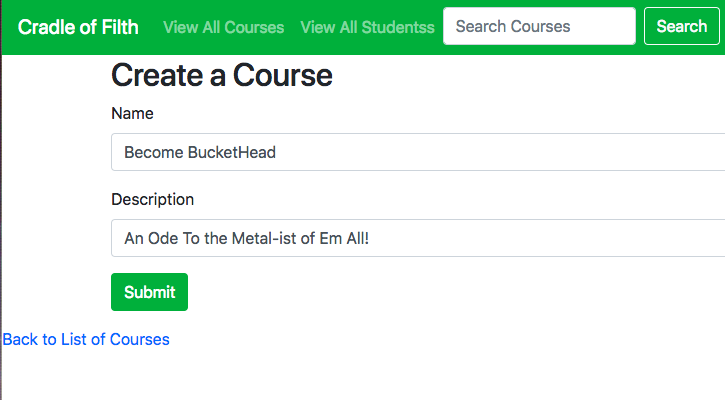 Cradle of Filth View All Courses View All Studentss Search Courses Search
Create a Course
Name
Become BucketHead
Description
An Ode To the Metal-ist of Em All!
Submit
Back to List of Courses